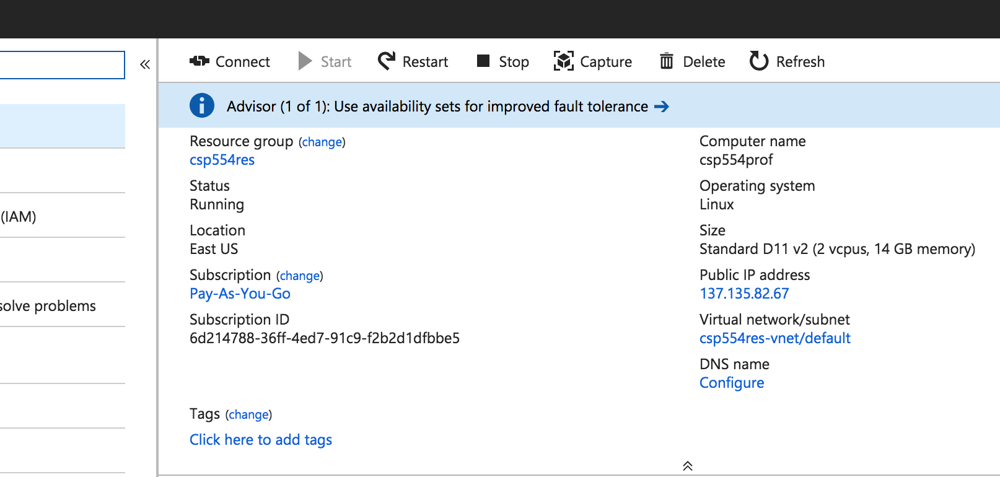 Connect Start Restart Stop Capture Delete Refresh
Advisor (1 of 1): Use availability sets for improved fault tolerance
(IAM)
solve problems
Resource group (change)
csp554res
Status
Running
Location
East US
Subscription (change)
Pay-As-You-Go
Subscription ID
6d214788-36ff-4ed7-91c9-f2b2d1dfbbe5
Computer name
csp554prof
Operating system
Linux
Size
Standard D11 v2 (2 vcpus, 14 GB memory)
Public IP address
137.135.82.67
Virtual network/subnet
csp554res-vnet/default
DNS name
Configure
Tags (change)
Click here to add tags